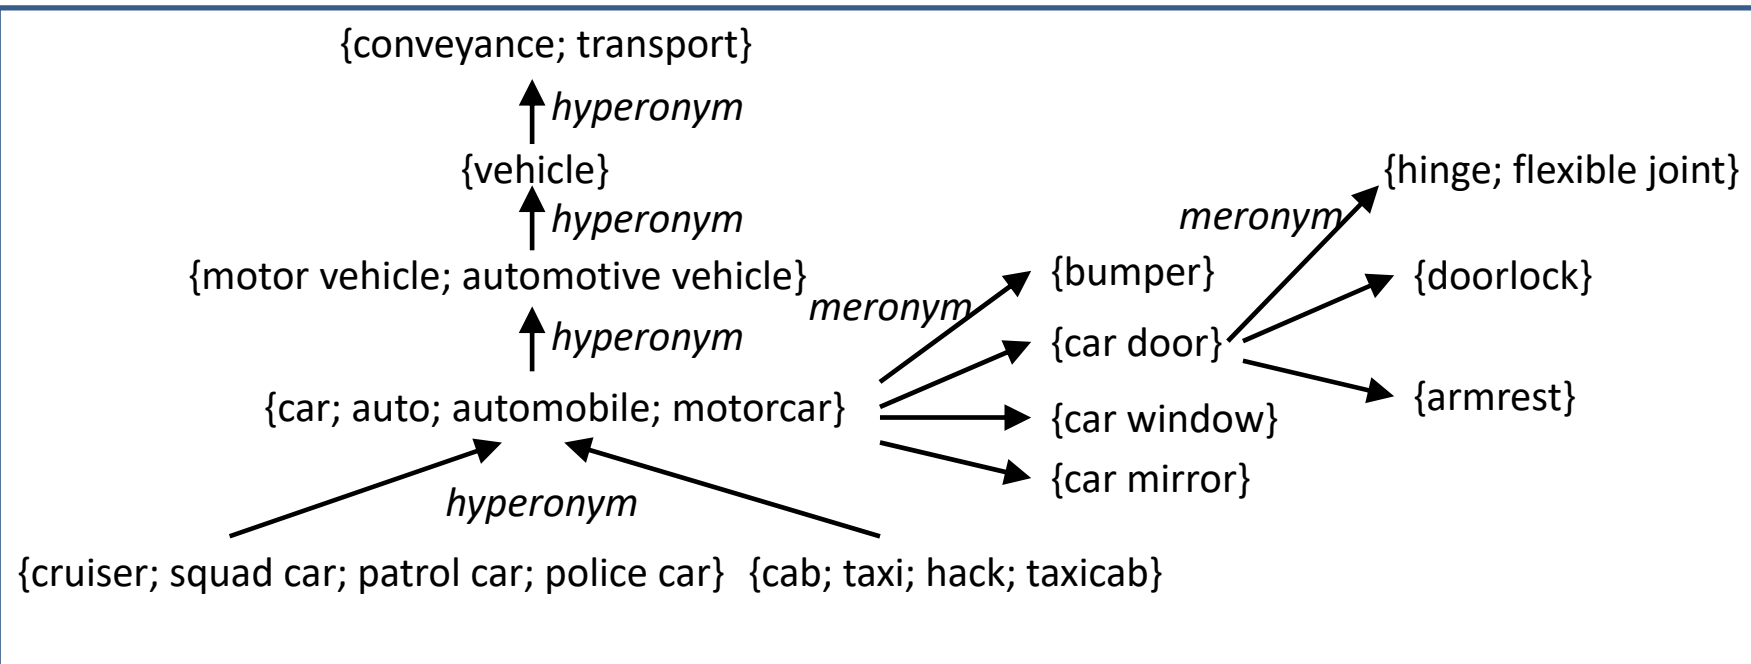 {conveyance; transport}
hyperonym
{vehicle}
{hinge; flexible joint}
hyperonym
meronym
{motor vehicle; automotive vehicle}
{bumper}
{doorlock}
meronym
hyperonym
{car door}
{car; auto; automobile; motorcar}
{armrest}
{car window}
{car mirror}
hyperonym
{cruiser; squad car; patrol car; police car} {cab; taxi; hack; taxicab}